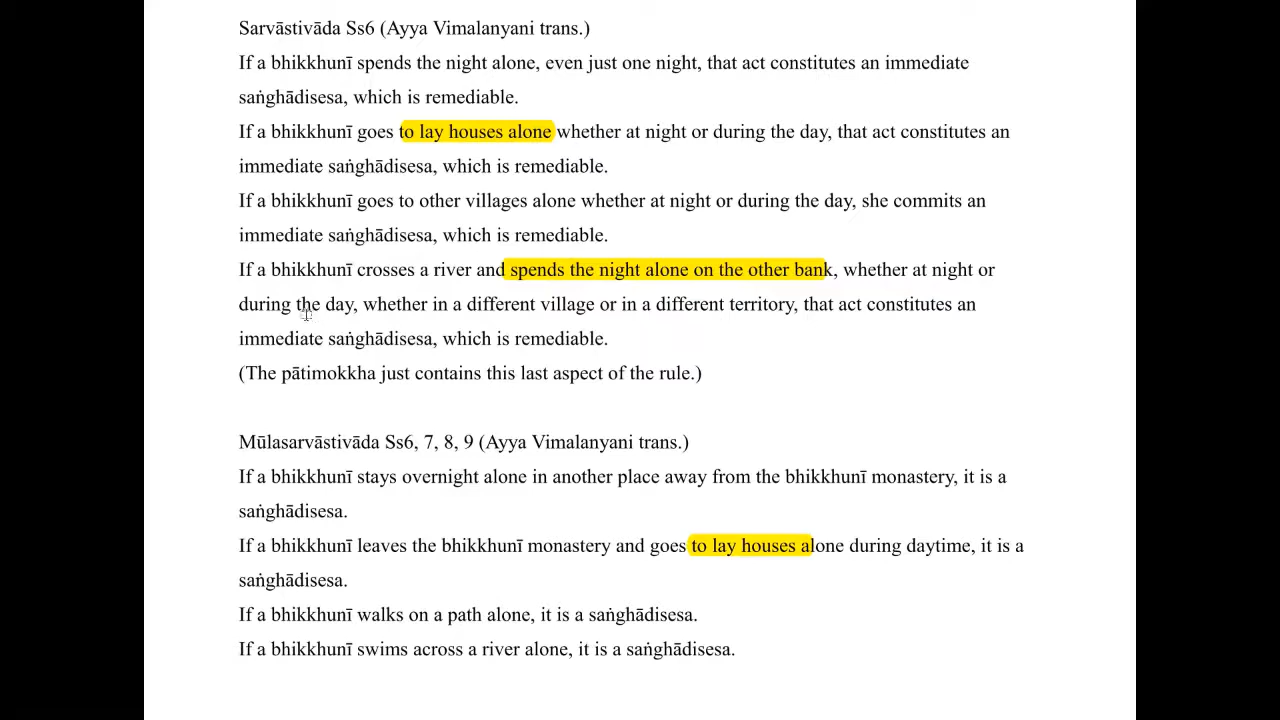 Sarvāstivāda Ss6 (Ayya Vimalanyani trans.)
If a bhikkhunī spends the night alone, even just one night, that act constitutes an immediate
saṅghādisesa, which is remediable.
If a bhikkhunī goes to lay houses alone whether at night or during the day, that act constitutes an
immediate saṅghādisesa, which is remediable.
If a bhikkhunī goes to other villages alone whether at night or during the day, she commits an
immediate saṅghādisesa, which is remediable.
If a bhikkhunī crosses a river and spends the night alone on the other bank, whether at night or
during the day, whether in a different village or in a different territory, that act constitutes an
immediate saṅghādisesa, which is remediable.
(The pātimokkha just contains this last aspect of the rule.)
Mūlasarvāstivāda Ss6, 7, 8, 9 (Ayya Vimalanyani trans.)
If a bhikkhunī stays overnight alone in another place away from the bhikkhunī monastery, it is a
saṅghādisesa.
If a bhikkhunī leaves the bhikkhunī monastery and goes to lay houses alone during daytime, it is a
saṅghādisesa.
If a bhikkhunī walks on a path alone, it is a saṅghādisesa.
If a bhikkhunī swims across a river alone, it is a saṅghādisesa.